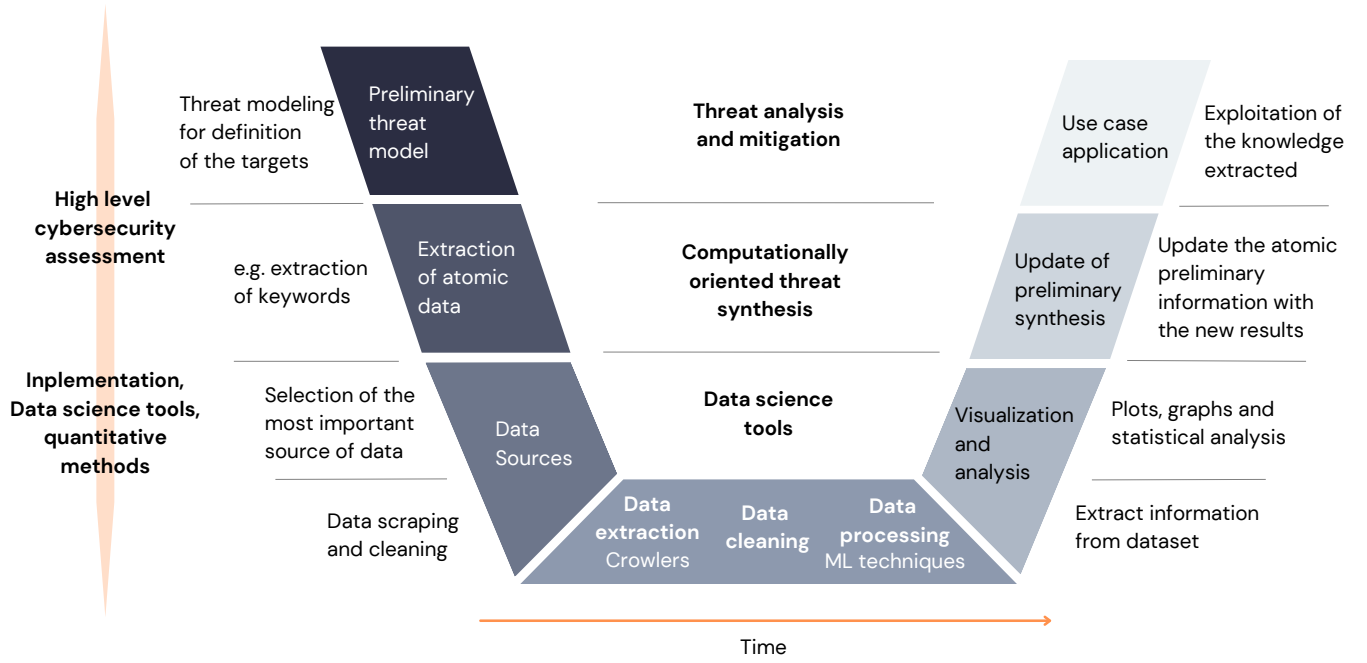 Threat modeling
for definition
of the targets
Preliminary
threat
model
Threat analysis
and mitigation
Use case
application
Exploitation of
the knowledge
extracted
High level
cybersecurity
assessment
e.g. extraction
of keywords
Extraction
of atomic
data
Computationally
oriented threat
synthesis
Update of
preliminary
synthesis
Update the atomic
preliminary
information with
the new results
Inplementation,
Data science tools,
quantitative
methods
Selection of the
most important
source of data
Data
Sources
Data science
tools
Visualization
and
analysis
Plots, graphs and
statistical analysis
Data scraping
and cleaning
Data
extraction
Crowlers
Data
cleaning
Data
processing
ML techniques
Extract information
from dataset
Time